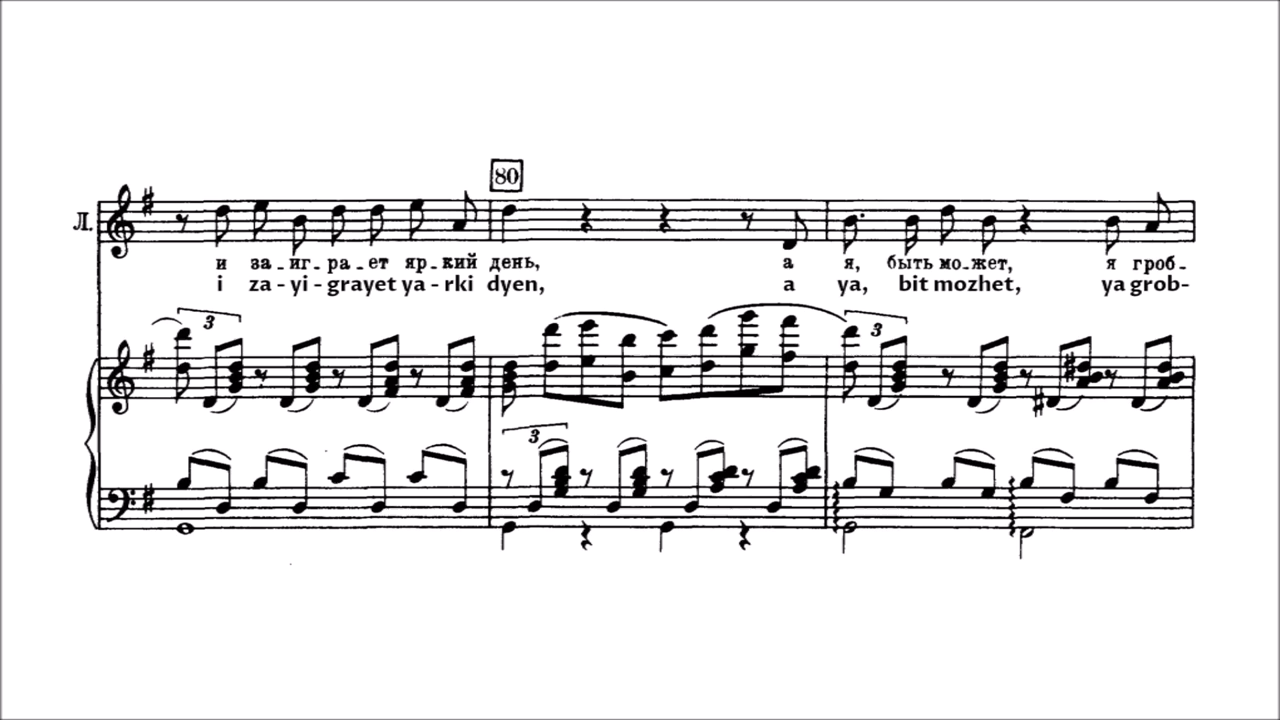 80
Л.
и за-иг-ра-ет яр-кий день, а я, быть мо-жет, я гроб-
i za-yi-grayet ya-rki dyen, a ya, bit mozhet, ya grob-
3
3
3
3